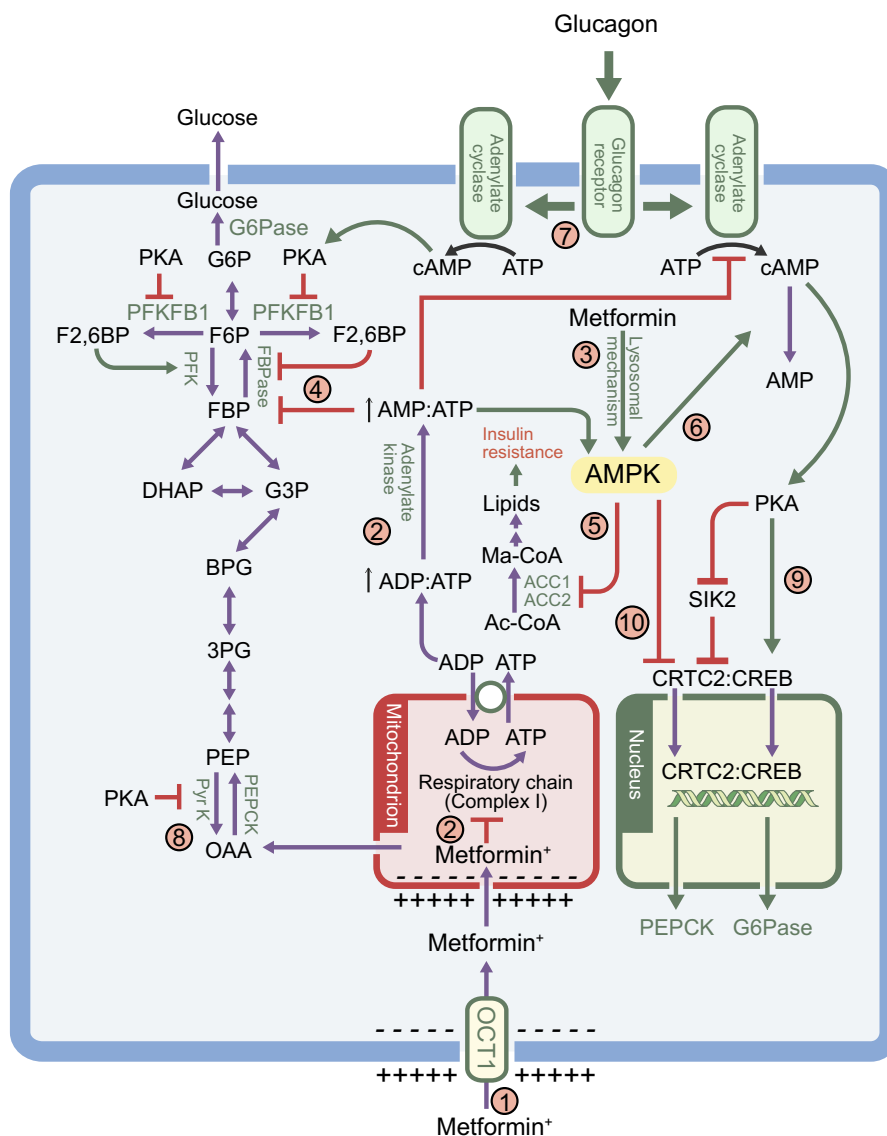 Glucagon
Glucose
Adenylate
cyclase
Glucagon
receptor
Adenylate
cyclase
Glucose
G6Pase
7
PKA
G6P
PKA
cAMP
ATP
ATP
cAMP
PFKFB1
PFKFB1
F2,6BP
F6P
F2,6BP
Metformin
PFK
FBPase
3
Lysosomal
mechanism
AMP
4
FBP
↑AMP:ATP
6
Insulin
resistance
Adenylate
kinase
AMPK
DHAP
G3P
Lipids
PKA
2
5
Ma-CoA
BPG
↑ADP:ATP
ACC1
ACC2
9
SIK2
Ac-CoA
10
3PG
ADP
ATP
CRTC2:CREB
Mitochondrion
ADP
ATP
Nucleus
PEP
CRTC2:CREB
Respiratory chain
(Complex I)
PKA
Pyr K
PEPCK
2
8
OAA
Metformin+
- - - - - - - - - -
+++++ +++++
PEPCK
G6Pase
Metformin+
OCT1
- - - - - - - - - -
+++++ +++++
1
Metformin+